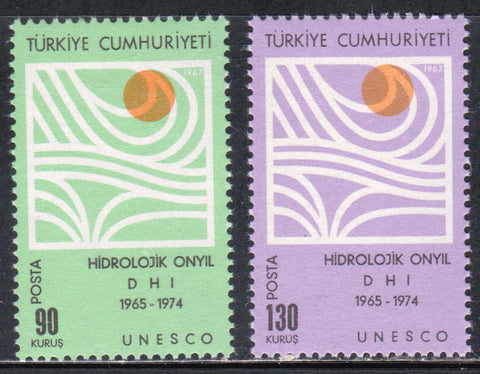 TÜRKİYE CUMHURİYETİ
1967
HİDROLOJİK ONYIL
D H I
1965 - 1974
POSTA
90
KURUŞ
UNESCO
TÜRKİYE CUMHURİYETİ
1967
HİDROLOJİK ONYIL
D H I
1965 - 1974
POSTA
130
KURUŞ
UNESCO